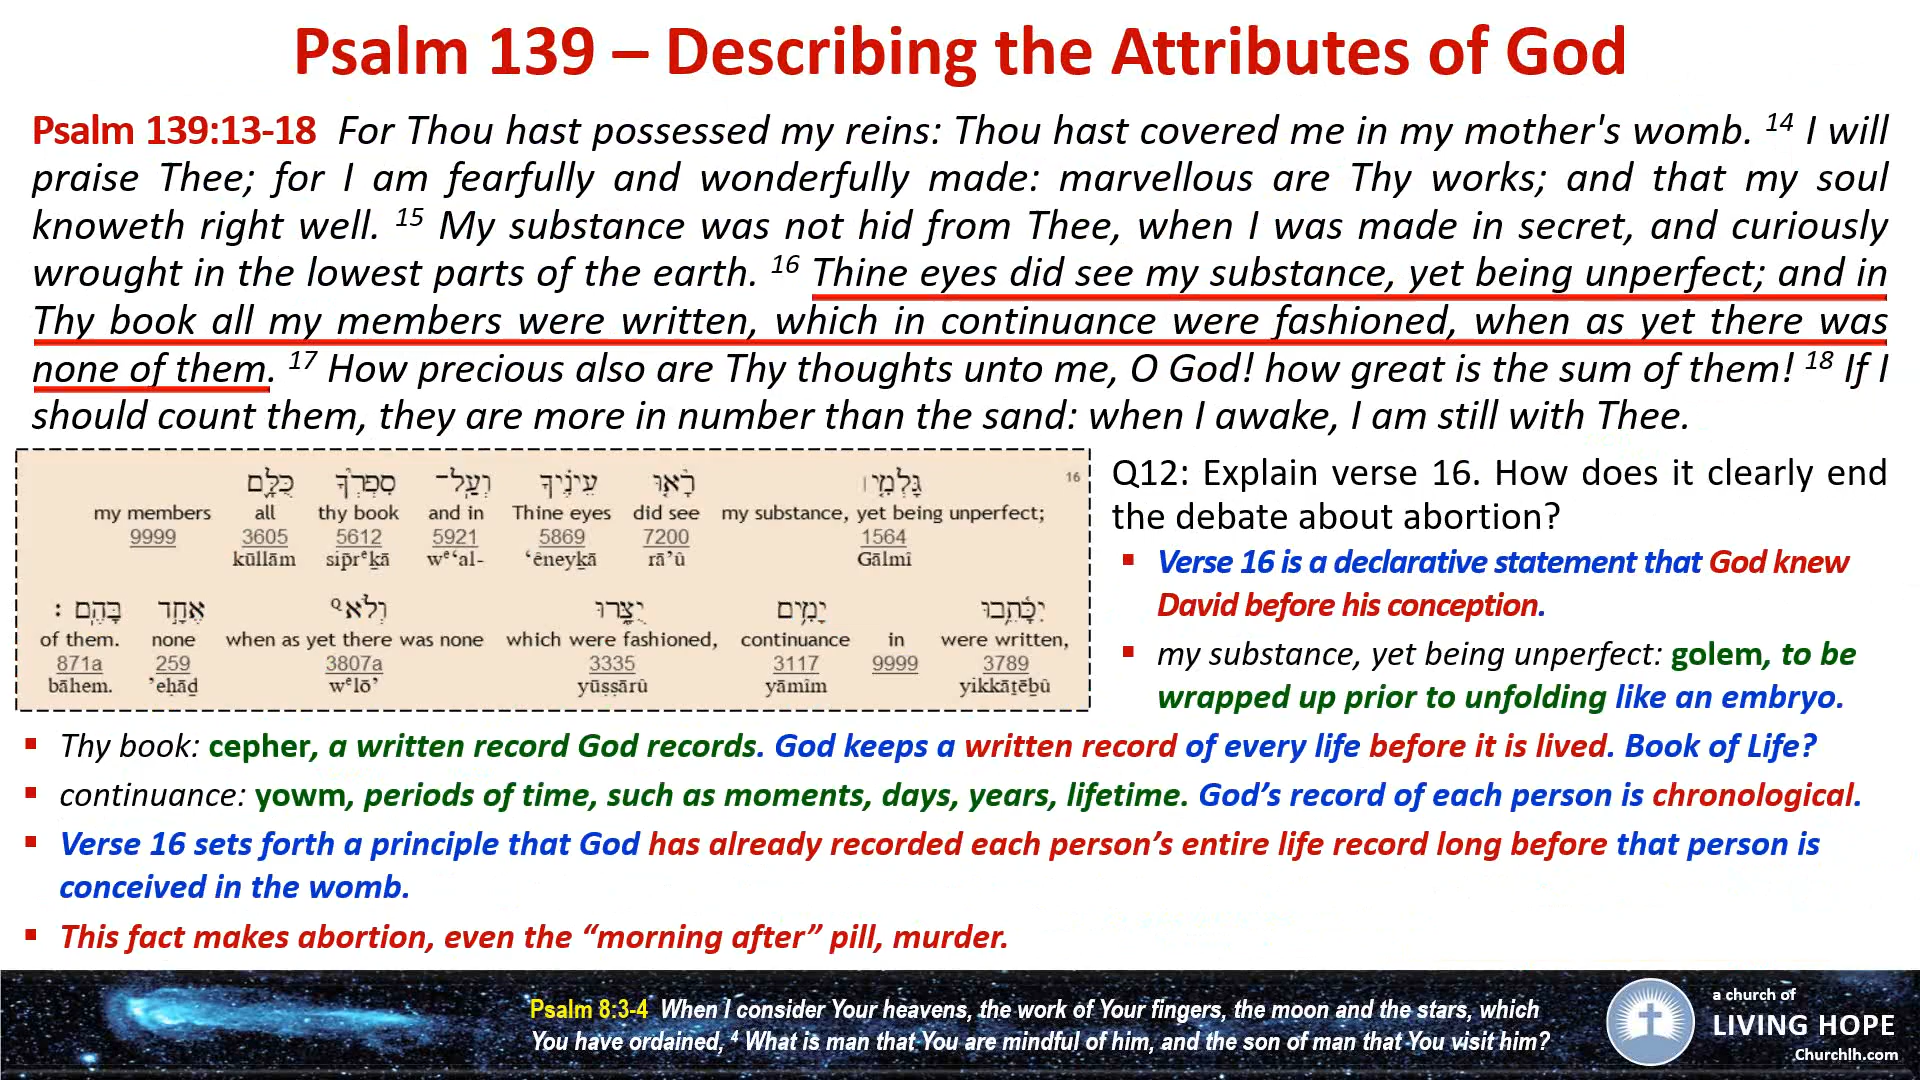 Psalm 139 – Describing the Attributes of God
Psalm 139:13-18 For Thou hast possessed my reins: Thou hast covered me in my mother's womb. 14 I will
praise Thee; for I am fearfully and wonderfully made: marvellous are Thy works; and that my soul
knoweth right well. 15 My substance was not hid from Thee, when I was made in secret, and curiously
wrought in the lowest parts of the earth. 16 Thine eyes did see my substance, yet being unperfect; and in
Thy book all my members were written, which in continuance were fashioned, when as yet there was
none of them. 17 How precious also are Thy thoughts unto me, O God! how great is the sum of them! 18 If I
should count them, they are more in number than the sand: when I awake, I am still with Thee.
16 גָּלְמִ֤י ׀ רָ֘א֤וּ עֵינֶ֗יךָ וְעַֽל־ סִפְרְךָ֮ כֻּלָּ֪ם
my members all thy book and in Thine eyes did see my substance, yet being unperfect;
9999 3605 5612 5921 5869 7200 1564
kūllām sip̄rᵉḵā wᵉ‘al- ‘êneyḵā rā’û Gālmî
יִכָּ֫תֵ֥בוּ יָמִ֥ים יֻצָּ֑רוּ וְלֹא Q אֶחָ֣ד בָּהֶֽם׃
of them. none when as yet there was none which were fashioned, continuance in were written,
871a 259 3807a 3335 3117 9999 3789
bāhem. ’eḥāḏ wᵉlō’ yūṣṣārû yāmîm yikkāṯēḇû
Q12: Explain verse 16. How does it clearly end
the debate about abortion?
▪ Verse 16 is a declarative statement that God knew
David before his conception.
▪ my substance, yet being unperfect: golem, to be
wrapped up prior to unfolding like an embryo.
▪ Thy book: cepher, a written record God records. God keeps a written record of every life before it is lived. Book of Life?
▪ continuance: yowm, periods of time, such as moments, days, years, lifetime. God’s record of each person is chronological.
▪ Verse 16 sets forth a principle that God has already recorded each person’s entire life record long before that person is
conceived in the womb.
▪ This fact makes abortion, even the “morning after” pill, murder.
Psalm 8:3-4 When I consider Your heavens, the work of Your fingers, the moon and the stars, which
You have ordained, 4 What is man that You are mindful of him, and the son of man that You visit him?
a church of
LIVING HOPE
Churchlh.com